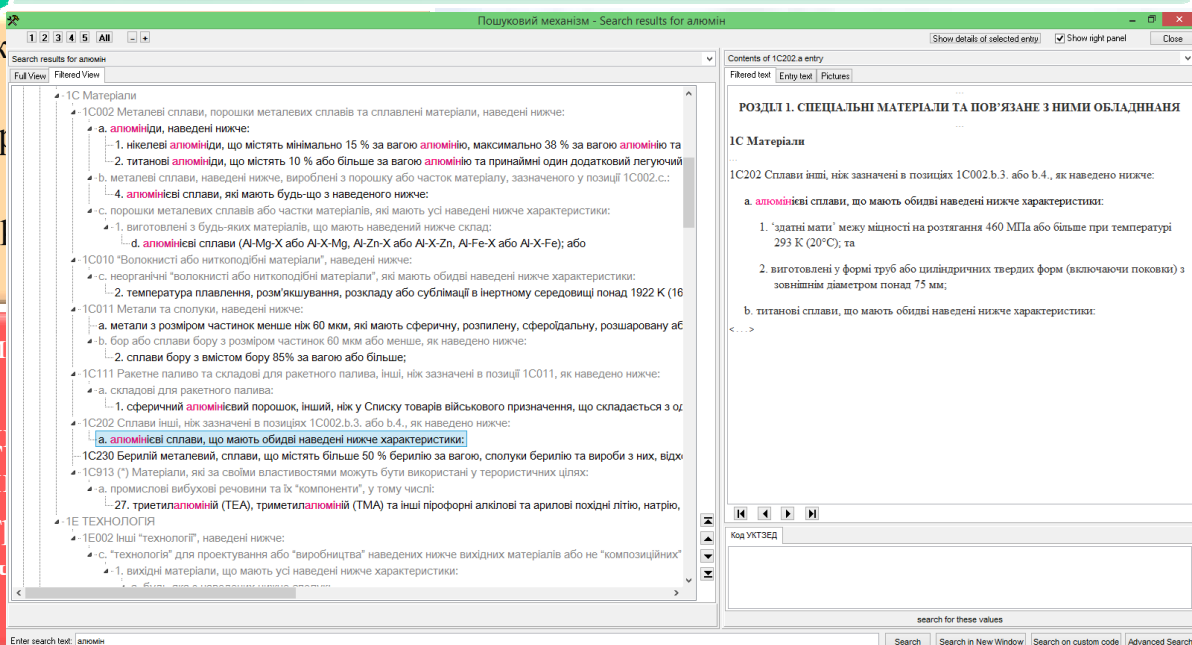 Пошуковий механізм - Search results for алюмін
1 2 3 4 5 All - +
Show details of selected entry Show right panel Close
Search results for алюмін
Full View Filtered View
1C Матеріали
1C002 Металеві сплави, порошки металевих сплавів та сплавлені матеріали, наведені нижче:
a. алюмініди, наведені нижче:
1. нікелеві алюмініди, що містять мінімально 15 % за вагою алюмінію, максимально 38 % за вагою алюмінію та
2. титанові алюмініди, що містять 10 % або більше за вагою алюмінію та принаймні один додатковий легуючий
b. металеві сплави, наведені нижче, вироблені з порошку або часток матеріалу, зазначеного у позиції 1C002.c.:
4. алюмінієві сплави, які мають будь-що з наведеного нижче:
c. порошки металевих сплавів або частки матеріалів, які мають усі наведені нижче характеристики:
1. виготовлені з будь-яких матеріалів, що мають наведений нижче склад:
d. алюмінієві сплави (Al-Mg-X або Al-X-Mg, Al-Zn-X або Al-X-Zn, Al-Fe-X або Al-X-Fe); або
1C010 “Волокнисті або ниткоподібні матеріали”, наведені нижче:
c. неорганічні “волокнисті або ниткоподібні матеріали”, які мають обидві наведені нижче характеристики:
2. температура плавлення, розм’якшування, розкладу або сублімації в інертному середовищі понад 1922 K (16
1C011 Метали та сполуки, наведені нижче:
a. метали з розміром частинок менше ніж 60 мкм, які мають сферичну, розпилену, сфероїдальну, розшаровану аб
b. бор або сплави бору з розміром частинок 60 мкм або менше, як наведено нижче:
2. сплави бору з вмістом бору 85% за вагою або більше;
1C111 Ракетне паливо та складові для ракетного палива, інші, ніж зазначені в позиції 1C011, як наведено нижче:
a. складові для ракетного палива:
1. сферичний алюмінієвий порошок, інший, ніж у Списку товарів військового призначення, що складається з од
1C202 Сплави інші, ніж зазначені в позиціях 1C002.b.3. або b.4., як наведено нижче:
a. алюмінієві сплави, що мають обидві наведені нижче характеристики:
1C230 Берилій металевий, сплави, що містять більше 50 % берилію за вагою, сполуки берилію та вироби з них, відх
1C913 (*) Матеріали, які за своїми властивостями можуть бути використані у терористичних цілях:
a. промислові вибухові речовини та їх “компоненти”, у тому числі:
27. триетилалюміній (TEA), триметилалюміній (TMA) та інші пірофорні алкілові та арилові похідні літію, натрію,
1E ТЕХНОЛОГІЯ
1E002 Інші “технології”, наведені нижче:
c. “технологія” для проектування або “виробництва” наведених нижче вихідних матеріалів або не “композиційних”
1. вихідні матеріали, що мають усі наведені нижче характеристики:
Contents of 1C202.a entry
Filtered text Entry text Pictures
...
РОЗДІЛ 1. СПЕЦІАЛЬНІ МАТЕРІАЛИ ТА ПОВ’ЯЗАНЕ З НИМИ ОБЛАДННАНЯ
...
1C Матеріали
...
1C202 Сплави інші, ніж зазначені в позиціях 1C002.b.3. або b.4., як наведено нижче:
a. алюмінієві сплави, що мають обидві наведені нижче характеристики:
1. ‘здатні мати’ межу міцності на розтягання 460 МПа або більше при температурі
293 K (20°C); та
2. виготовлені у формі труб або циліндричних твердих форм (включаючи поковки) з
зовнішнім діаметром понад 75 мм;
b. титанові сплави, що мають обидві наведені нижче характеристики:
<...>
Код УКТЗЕД
search for these values
Enter search text: алюмін
Search Search in New Window Search on custom code Advanced Search